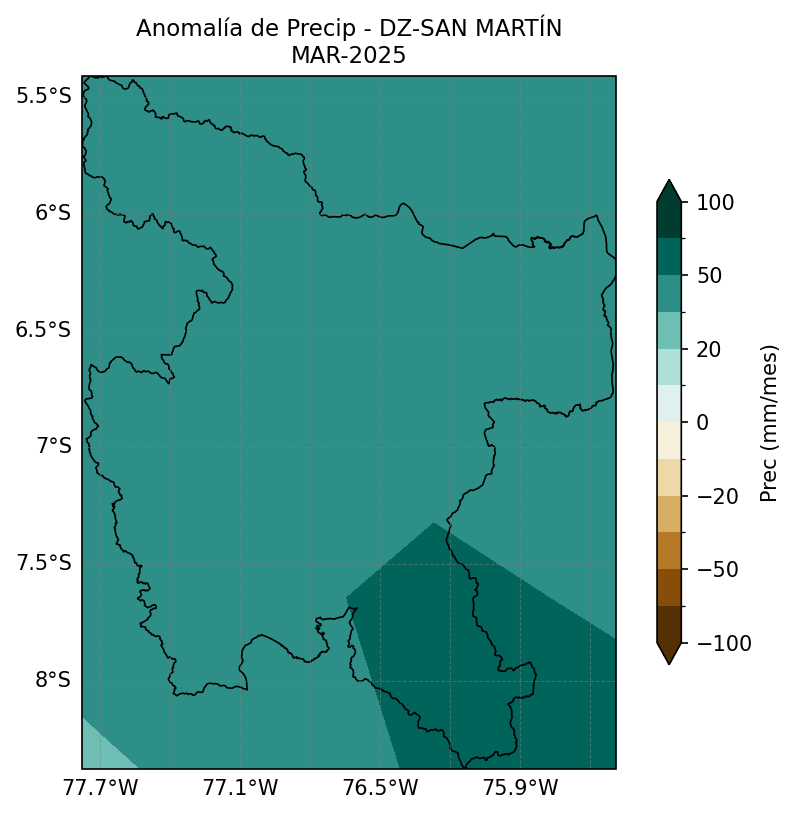 Anomalía de Precip - DZ-SAN MARTÍN
MAR-2025
5.5°S
6°S
6.5°S
7°S
7.5°S
8°S
77.7°W
77.1°W
76.5°W
75.9°W
100
50
20
0
−20
−50
−100
Prec (mm/mes)